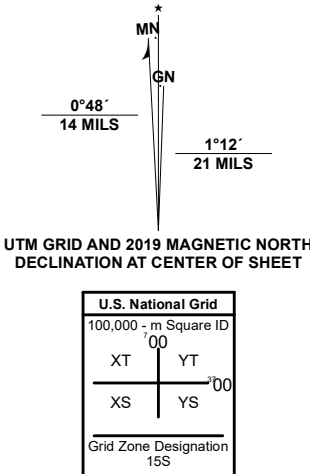 ★
MN
GN
0°48´
14 MILS
1°12´
21 MILS
UTM GRID AND 2019 MAGNETIC NORTH
DECLINATION AT CENTER OF SHEET
U.S. National Grid
100,000 - m Square ID
⁷00
XT YT
³⁷00
XS YS
Grid Zone Designation
15S